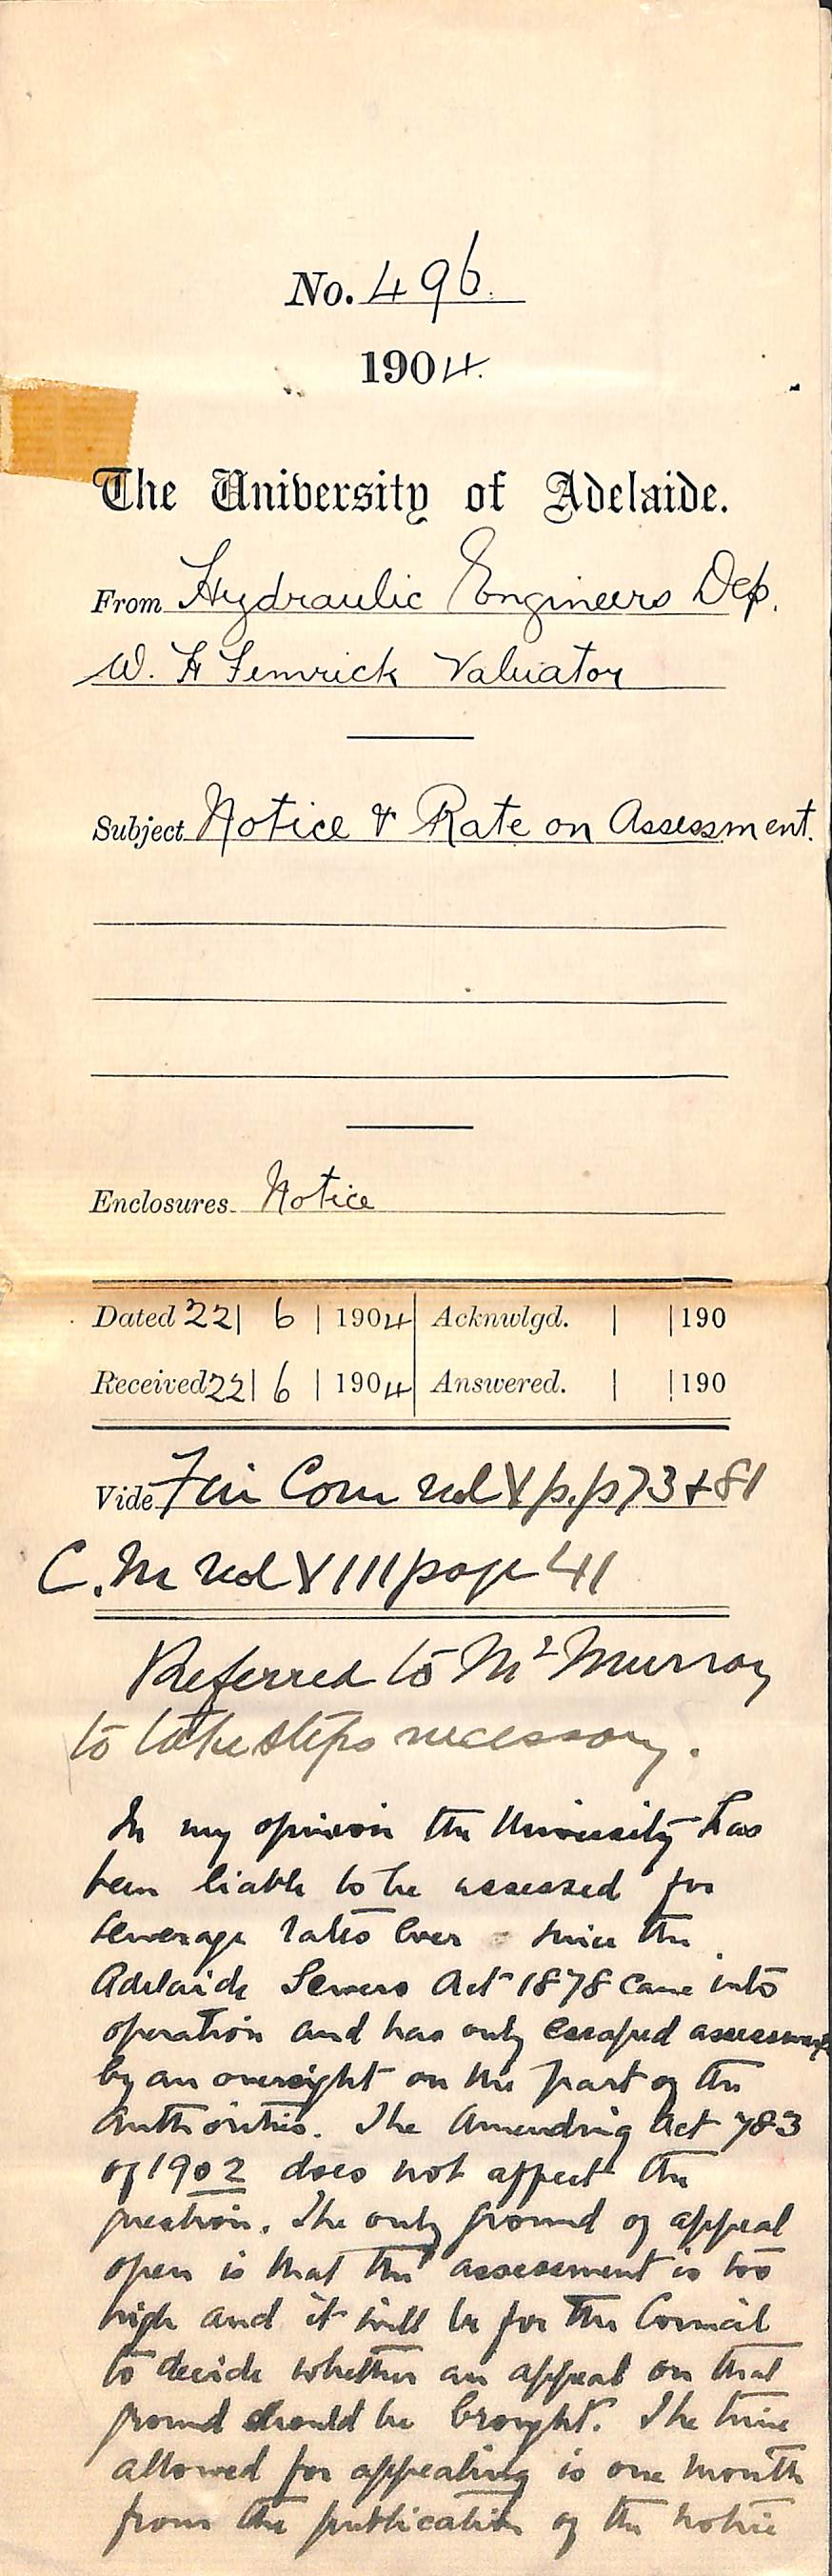 No. 496.
1904.
The University of Adelaide.
From Hydraulic Engineers Dep.
W. H Fenwick Valuator
Subject Notice & Rate on Assessment.
Enclosures. Notice
Dated 22| 6 | 1904 Acknwlgd. | |190
Received 22| 6 | 1904 Answered. | |190
Vide Fin Com vol V p.p 73 + 81
C.M vol VIII page 41
Referred to Mr Murray
to take steps necessary.
In my opinion the University has
been liable to be assessed for
sewerage rates ever since the
Adelaide Sewers Act 1878 came into
operation and has only escaped assessment
by an oversight on the part of the
authorities. The Amending Act 783
of 1902 does not affect the
question. The only ground of appeal
open is that the assessment is too
high and it will be for the Council
to decide whether an appeal on that
ground should be brought. The time
allowed for appealing is one month
from the publication of the notice